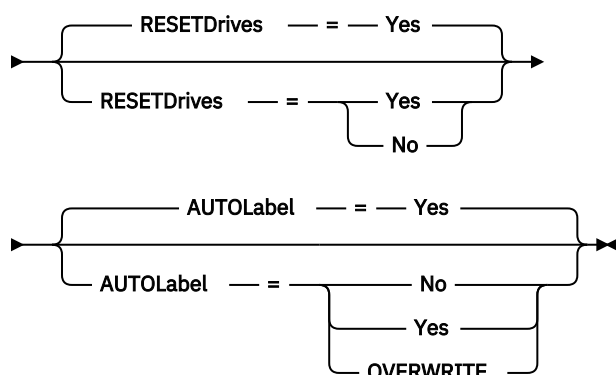 RESETDrives = Yes
RESETDrives = Yes
No
AUTOLabel = Yes
AUTOLabel = No
Yes
OVERWRITE